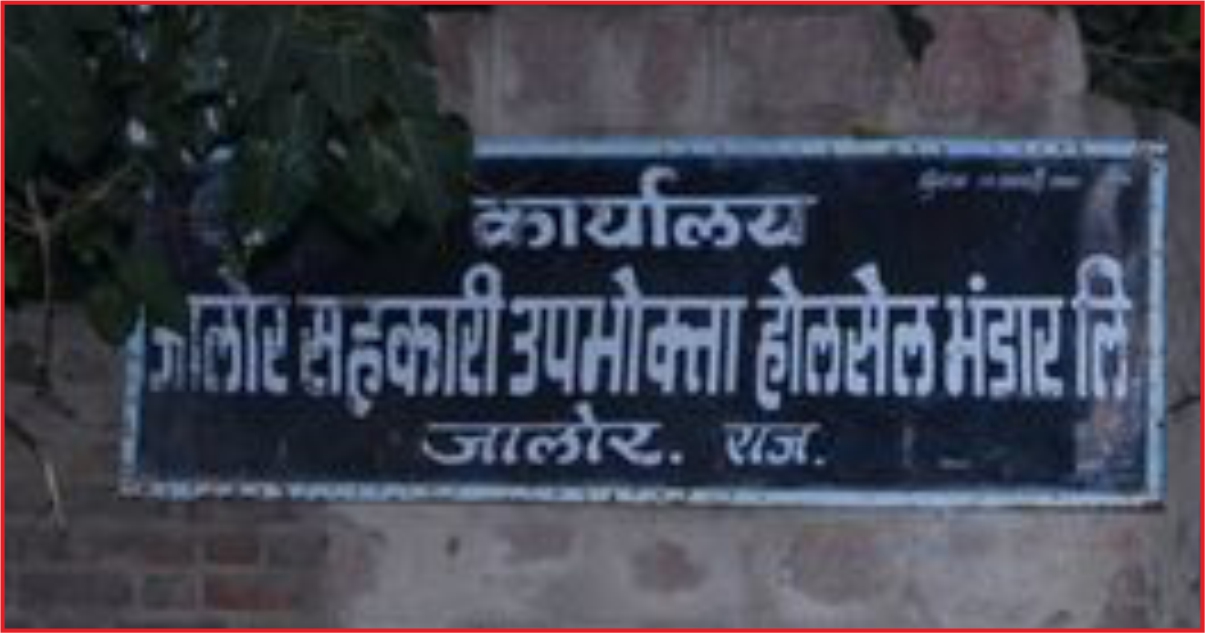 कार्यालय
जालोर सहकारी उपभोक्ता होलसेल भंडार लि
जालोर. राज.